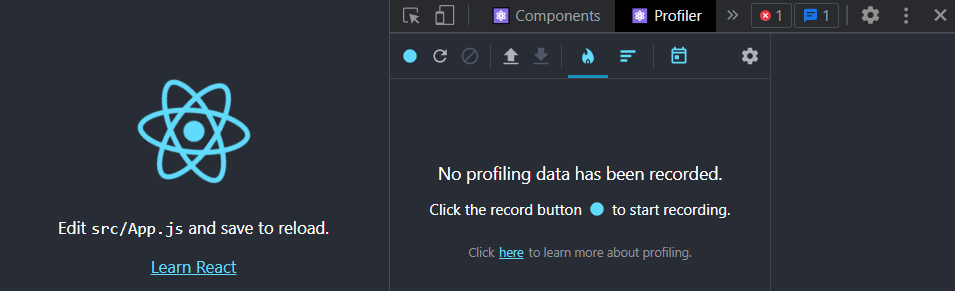 Components
Profiler
1
1
No profiling data has been recorded.
Click the record button to start recording.
Click here to learn more about profiling.
Edit src/App.js and save to reload.
Learn React